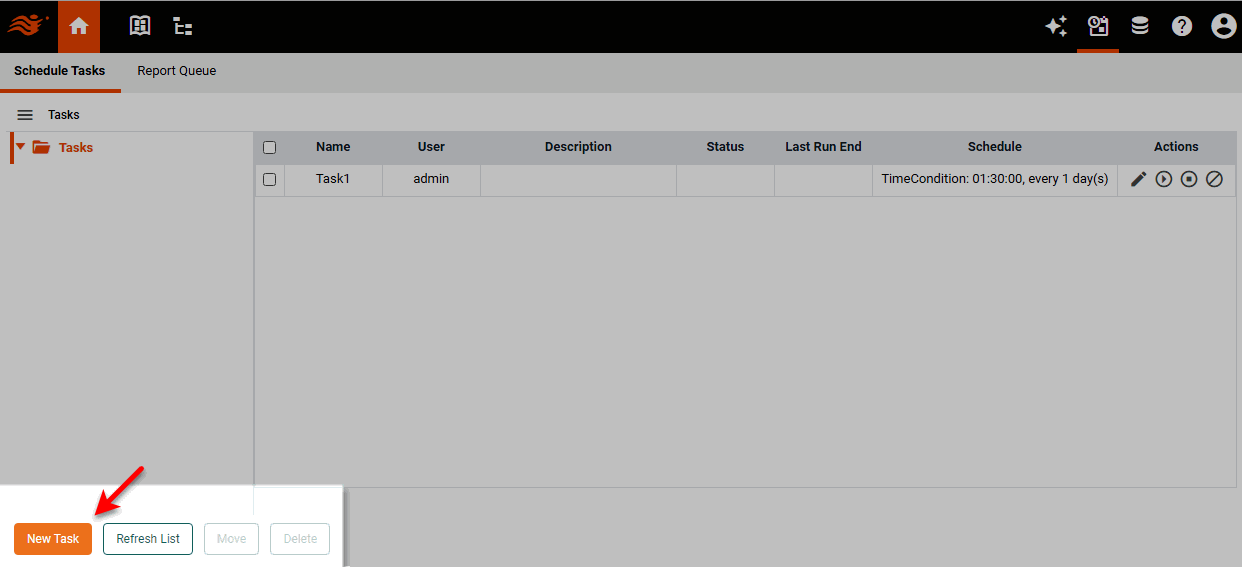 Schedule Tasks Report Queue
Tasks
Tasks
Name User Description Status Last Run End Schedule Actions
Task1 admin TimeCondition: 01:30:00, every 1 day(s)
New Task Refresh List Move Delete